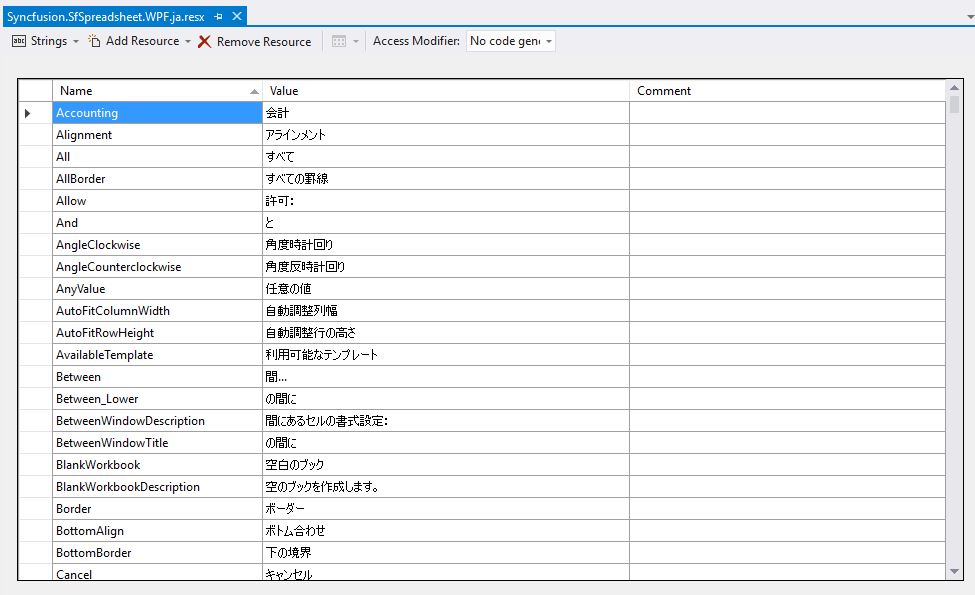 Syncfusion.SfSpreadsheet.WPF.ja.resx
abc Strings Add Resource Remove Resource Access Modifier: No code gen
Name Value Comment
Accounting 会計
Alignment アラインメント
All すべて
AllBorder すべての罫線
Allow 許可:
And と
AngleClockwise 角度時計回り
AngleCounterclockwise 角度反時計回り
AnyValue 任意の値
AutoFitColumnWidth 自動調整列幅
AutoFitRowHeight 自動調整行の高さ
AvailableTemplate 利用可能なテンプレート
Between 間...
Between_Lower の間に
BetweenWindowDescription 間にあるセルの書式設定:
BetweenWindowTitle の間に
BlankWorkbook 空白のブック
BlankWorkbookDescription 空のブックを作成します。
Border ボーダー
BottomAlign ボトム合わせ
BottomBorder 下の境界
Cancel キャンセル